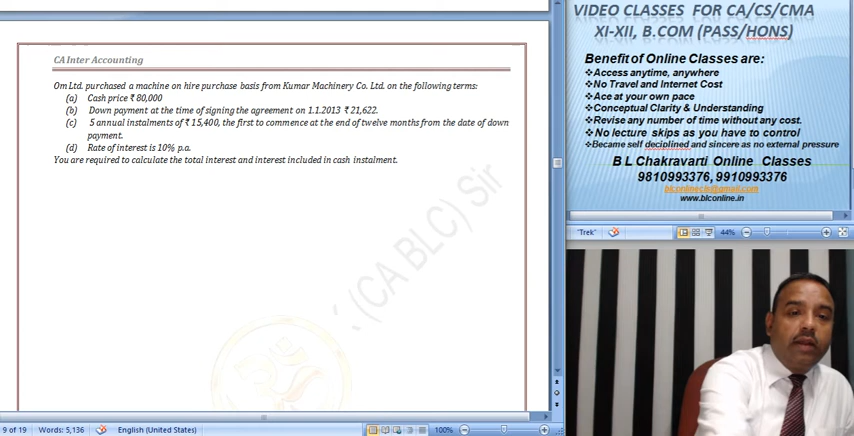 CA Inter Accounting
Om Ltd. purchased a machine on hire purchase basis from Kumar Machinery Co. Ltd. on the following terms:
(a) Cash price ₹ 80,000
(b) Down payment at the time of signing the agreement on 1.1.2013 ₹ 21,622.
(c) 5 annual instalments of ₹ 15,400, the first to commence at the end of twelve months from the date of down
payment.
(d) Rate of interest is 10% p.a.
You are required to calculate the total interest and interest included in cash instalment.
(CA BLC) Sir
9 of 19 Words: 5,136 English (United States) 100%
VIDEO CLASSES FOR CA/CS/CMA
XI-XII, B.COM (PASS/HONS)
Benefit of Online Classes are:
❖Access anytime, anywhere
❖No Travel and Internet Cost
❖Ace at your own pace
❖Conceptual Clarity & Understanding
❖Revise any number of time without any cost.
❖No lecture skips as you have to control
❖Became self deciplined and sincere as no external pressure
B L Chakravarti Online Classes
9810993376, 9910993376
blconlineclk@gmail.com
www.blconline.in
"Trek" 44%